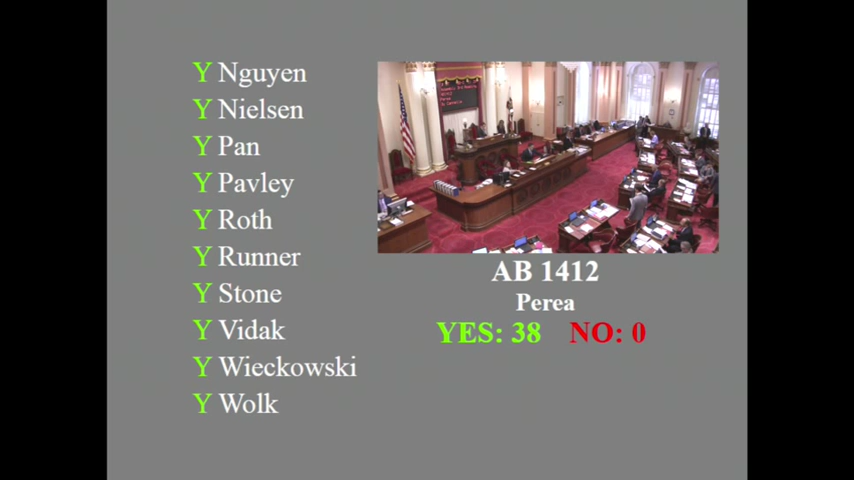 Y Nguyen
Y Nielsen
Y Pan
Y Pavley
Y Roth
Y Runner
Y Stone
Y Vidak
Y Wieckowski
Y Wolk
AB 1412
Perea
YES: 38 NO: 0